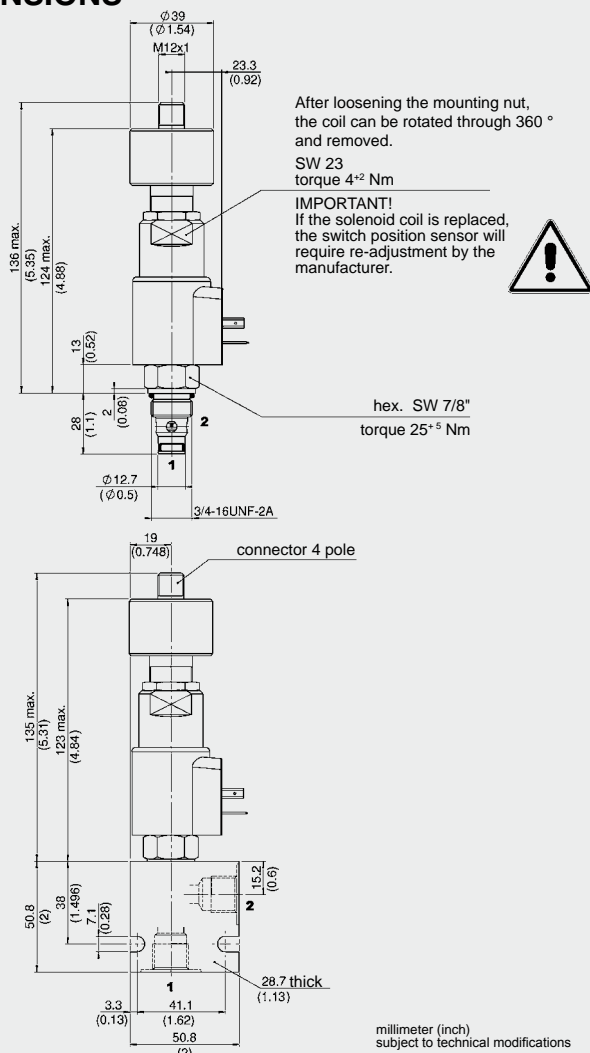 NSIONS
Ø39
(Ø1.54)
M12x1
23.3
(0.92)
After loosening the mounting nut,
the coil can be rotated through 360 °
and removed.
SW 23
torque 4+2 Nm
IMPORTANT!
If the solenoid coil is replaced,
the switch position sensor will
require re-adjustment by the
manufacturer.
136 max.
(5.35)
124 max.
(4.88)
13
(0.52)
28
(1.1)
2
(0.08)
2
1
hex. SW 7/8"
torque 25+5 Nm
Ø12.7
(Ø0.5)
3/4-16UNF-2A
19
(0.748)
connector 4 pole
135 max.
(5.31)
123 max.
(4.84)
50.8
(2)
38
(1.496)
7.1
(0.28)
15.2
(0.6)
2
1
28.7 thick
(1.13)
3.3
(0.13)
41.1
(1.62)
50.8
(2)
millimeter (inch)
subject to technical modifications